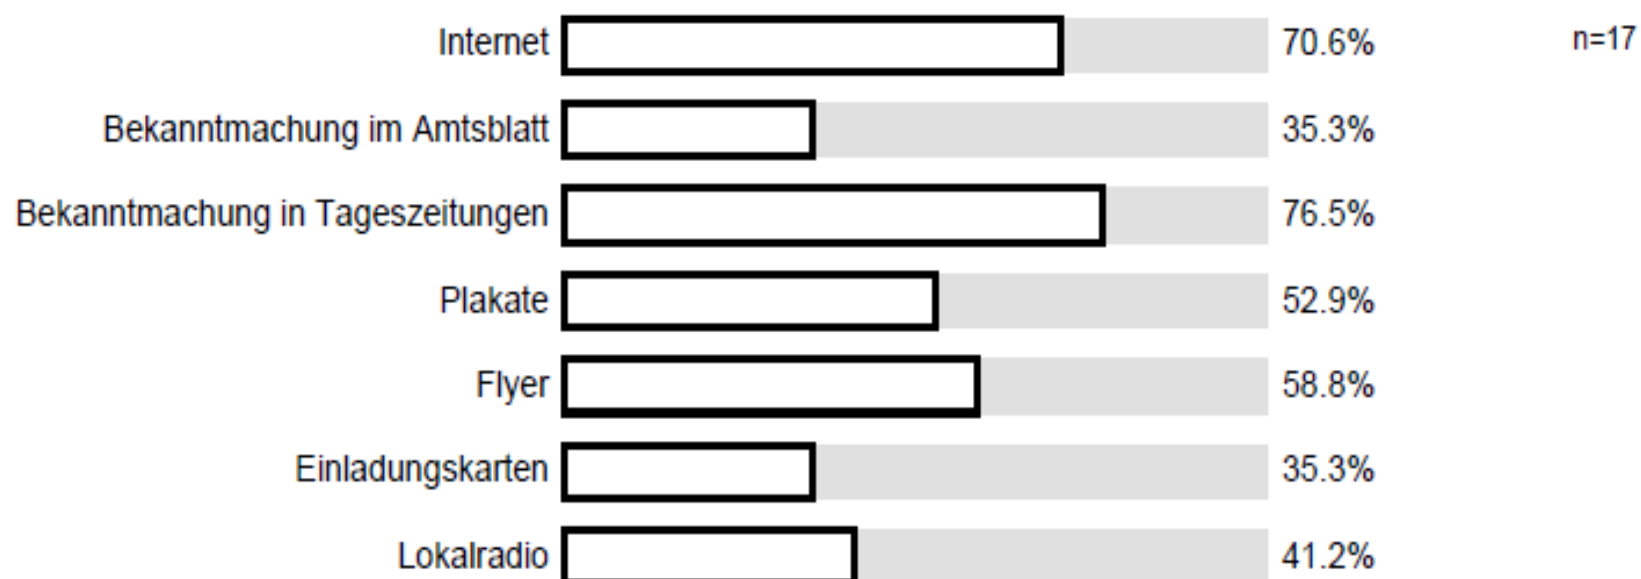 Internet 70.6% n=17
Bekanntmachung im Amtsblatt 35.3%
Bekanntmachung in Tageszeitungen 76.5%
Plakate 52.9%
Flyer 58.8%
Einladungskarten 35.3%
Lokalradio 41.2%